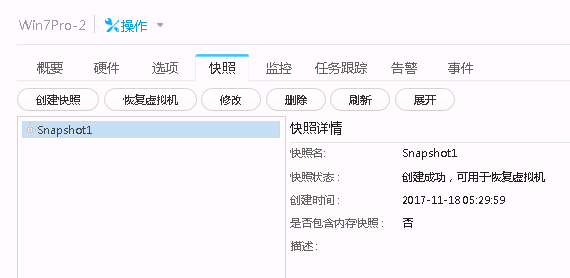 Win7Pro-2 操作
概要 硬件 选项 快照 监控 任务跟踪 告警 事件
创建快照 恢复虚拟机 修改 删除 刷新 展开
Snapshot1
快照详情
快照名: Snapshot1
快照状态: 创建成功，可用于恢复虚拟机
创建时间: 2017-11-18 05:29:59
是否包含内存快照: 否
描述: